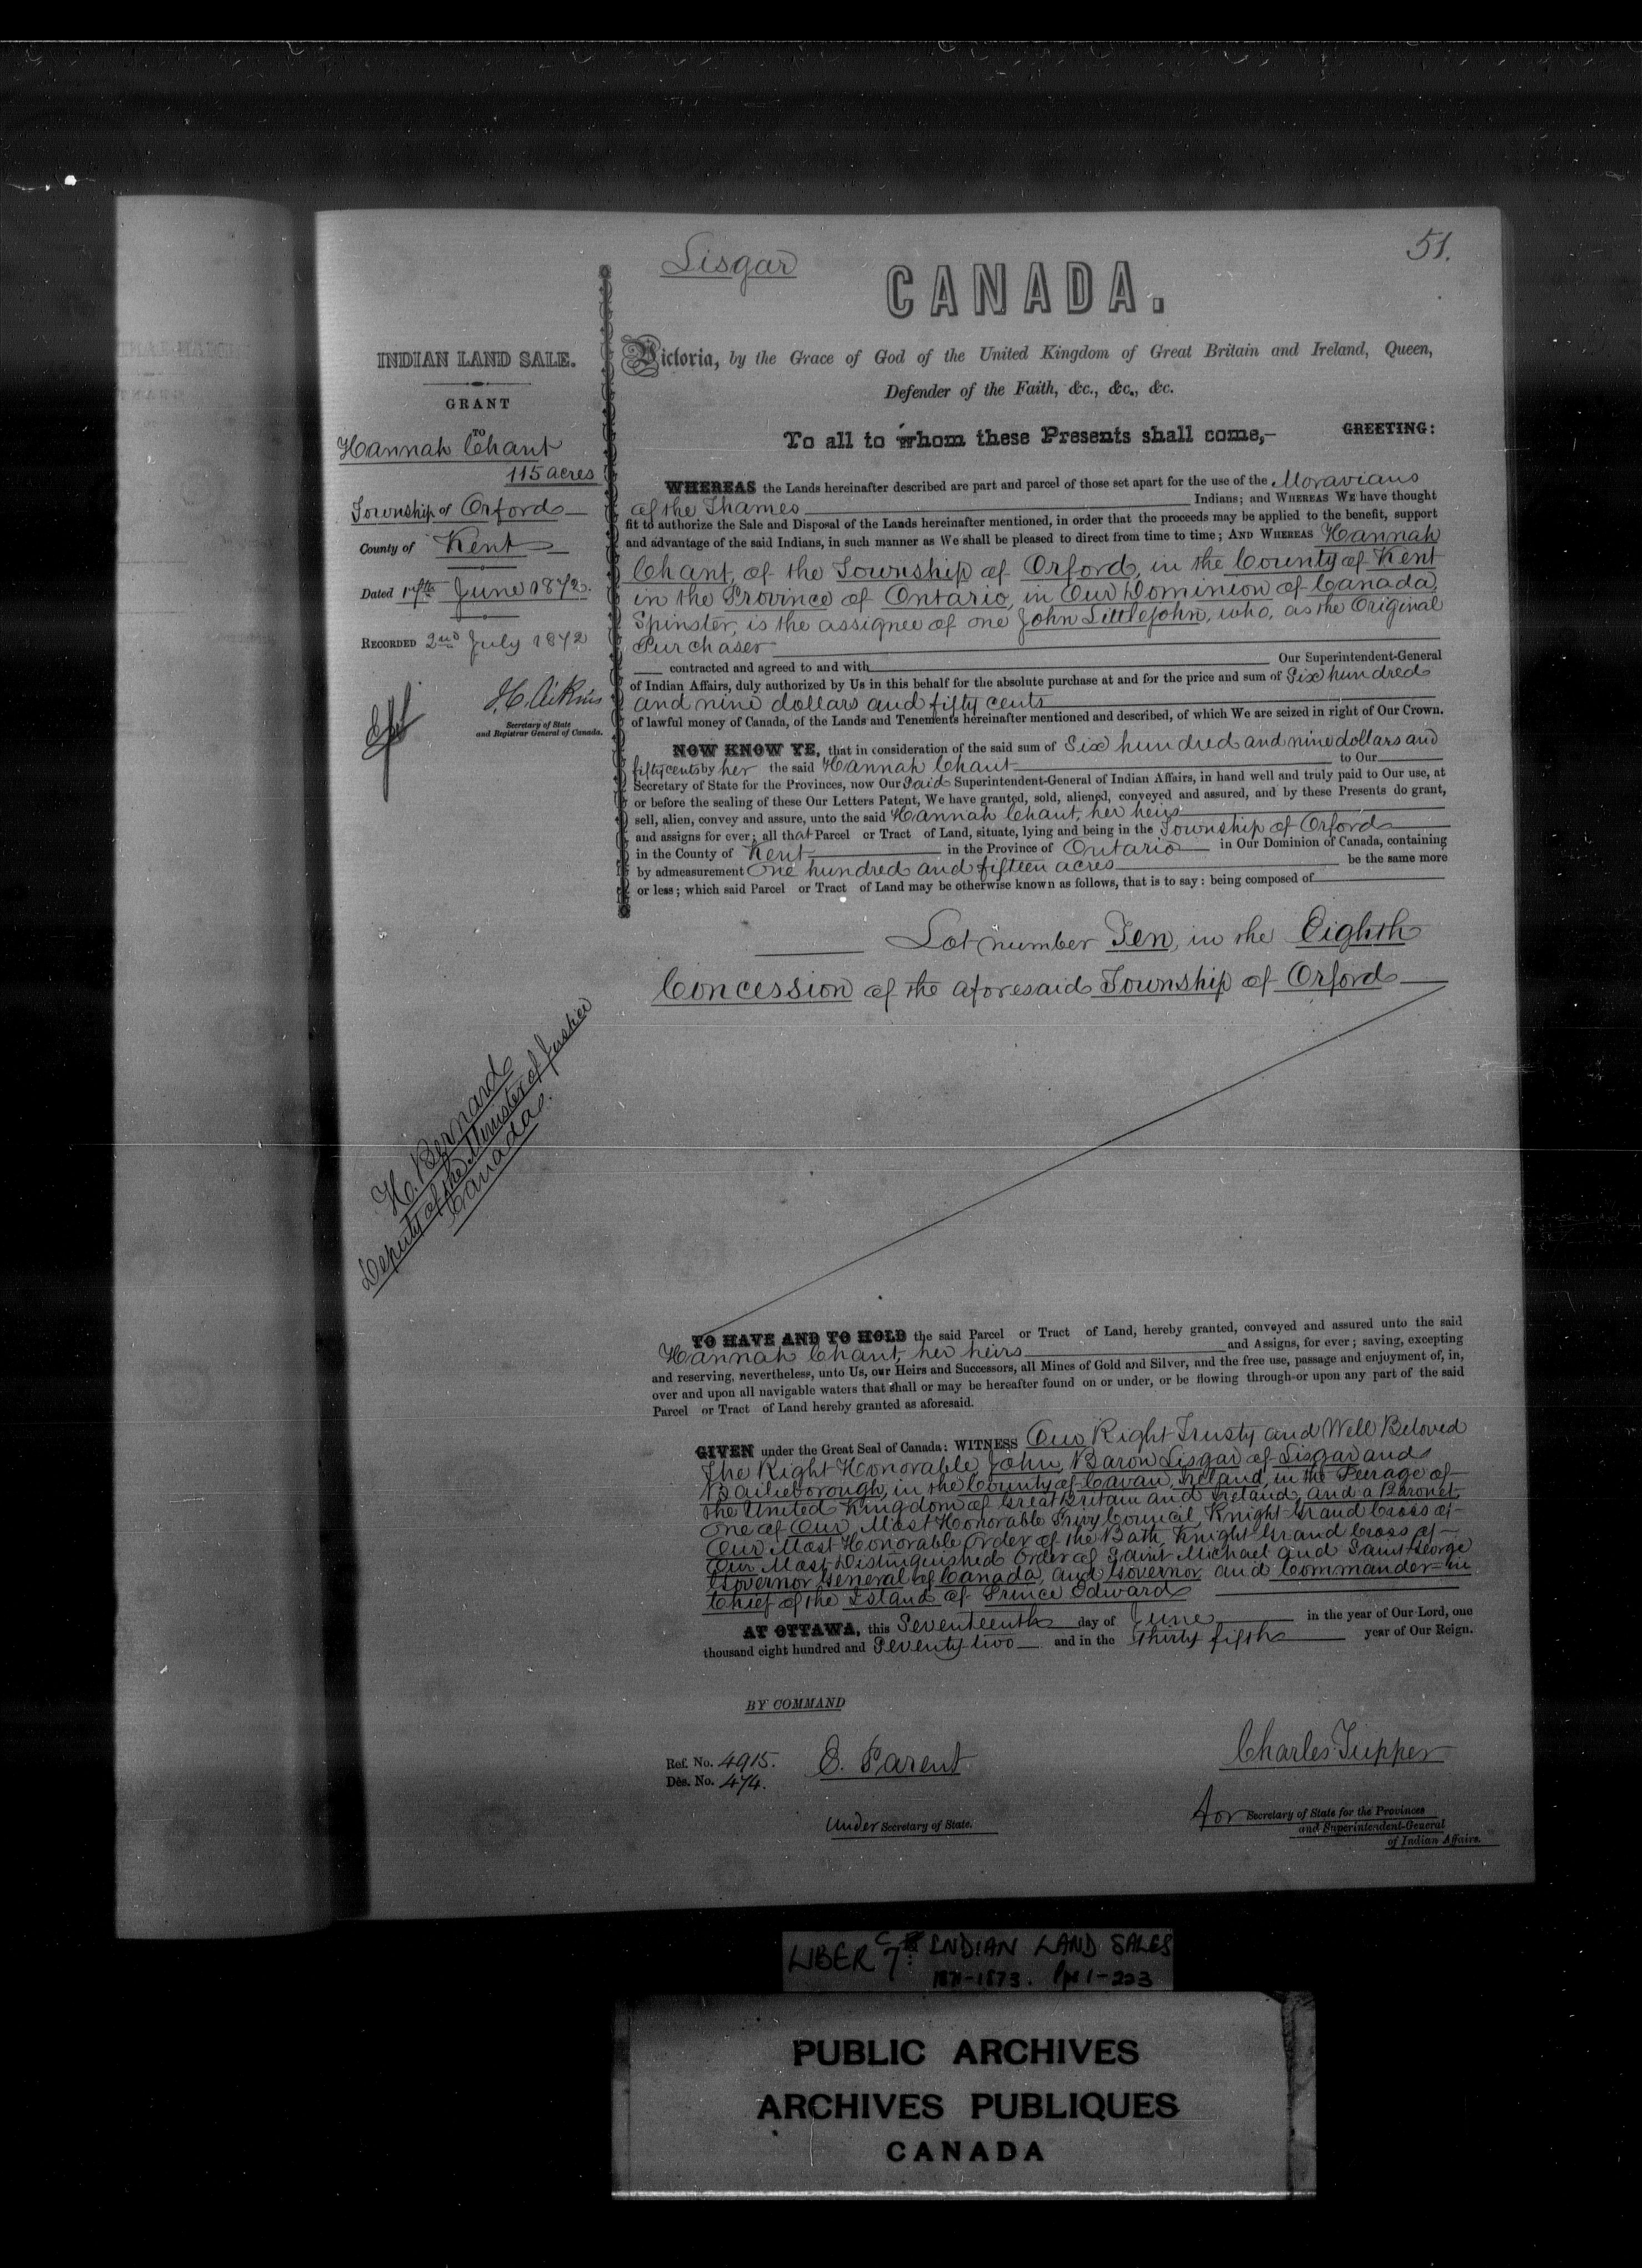 51.
Lisgar
CANADA.
INDIAN LAND SALE.
GRANT
TO
Hannah Chant
115 acres
Township of Orford
County of Kent
Dated 17th June 1872.
RECORDED 2nd July 1872
J.C. Aikins
Secretary of State
and Registrar General of Canada.
H. Bernard
Deputy of the Minister of Justice
Canada.
Victoria, by the Grace of God of the United Kingdom of Great Britain and Ireland, Queen,
Defender of the Faith, &c., &c., &c.
To all to whom these Presents shall come,- GREETING:
WHEREAS the Lands hereinafter described are part and parcel of those set apart for the use of the Moravians
of the Thames Indians; and WHEREAS WE have thought
fit to authorize the Sale and Disposal of the Lands hereinafter mentioned, in order that the proceeds may be applied to the benefit, support
and advantage of the said Indians, in such manner as We shall be pleased to direct from time to time; AND WHEREAS Hannah
Chant, of the Township of Orford, in the County of Kent
in the Province of Ontario, in Our Dominion of Canada,
Spinster, is the assignee of one John Littlejohn, who, as the Original
Purchaser
contracted and agreed to and with Our Superintendent-General
of Indian Affairs, duly authorized by Us in this behalf for the absolute purchase at and for the price and sum of Six hundred
and nine dollars and fifty cents
of lawful money of Canada, of the Lands and Tenements hereinafter mentioned and described, of which We are seized in right of Our Crown.
NOW KNOW YE, that in consideration of the said sum of Six hundred and nine dollars and
fifty cents by her the said Hannah Chant to Our
Secretary of State for the Provinces, now Our Said Superintendent-General of Indian Affairs, in hand well and truly paid to Our use, at
or before the sealing of these Our Letters Patent, We have granted, sold, aliened, conveyed and assured, and by these Presents do grant,
sell, alien, convey and assure, unto the said Hannah Chant, her heirs
and assigns for ever; all that Parcel or Tract of Land, situate, lying and being in the Township of Orford
in the County of Kent, in the Province of Ontario in Our Dominion of Canada, containing
by admeasurement One hundred and fifteen acres be the same more
or less; which said Parcel or Tract of Land may be otherwise known as follows, that is to say: being composed of
Lot number Ten, in the Eighth
Concession of the aforesaid Township of Orford
TO HAVE AND TO HOLD the said Parcel or Tract of Land, hereby granted, conveyed and assured unto the said
Hannah Chant, her heirs and Assigns, for ever; saving, excepting
and reserving, nevertheless, unto Us, our Heirs and Successors, all Mines of Gold and Silver, and the free use, passage and enjoyment of, in,
over and upon all navigable waters that shall or may be hereafter found on or under, or be flowing through or upon any part of the said
Parcel or Tract of Land hereby granted as aforesaid.
GIVEN under the Great Seal of Canada: WITNESS Our Right Trusty and Well Beloved
The Right Honorable John, Baron Lisgar of Lisgar and
Bailieborough, in the County of Cavan, Ireland, in the Peerage of
the United Kingdom of Great Britain and Ireland, and a Baronet,
One of Our Most Honorable Privy Council, Knight Grand Cross of
Our Most Honorable Order of the Bath, Knight Grand Cross of
Our Most Distinguished Order of Saint Michael and Saint George
Governor General of Canada, and Governor and Commander-in
Chief of the Island of Prince Edward
AT OTTAWA, this Seventeenth day of June in the year of Our Lord, one
thousand eight hundred and Seventy two and in the Thirty fifth year of Our Reign.
BY COMMAND
Ref. No. 4915.
Des. No. 474.
E. Parent
Under Secretary of State.
Charles Tupper
for Secretary of State for the Provinces
and Superintendent-General
of Indian Affairs.
LIBER C7 INDIAN LAND SALES
1871-1873. Pps 1-223
PUBLIC ARCHIVES
ARCHIVES PUBLIQUES
CANADA